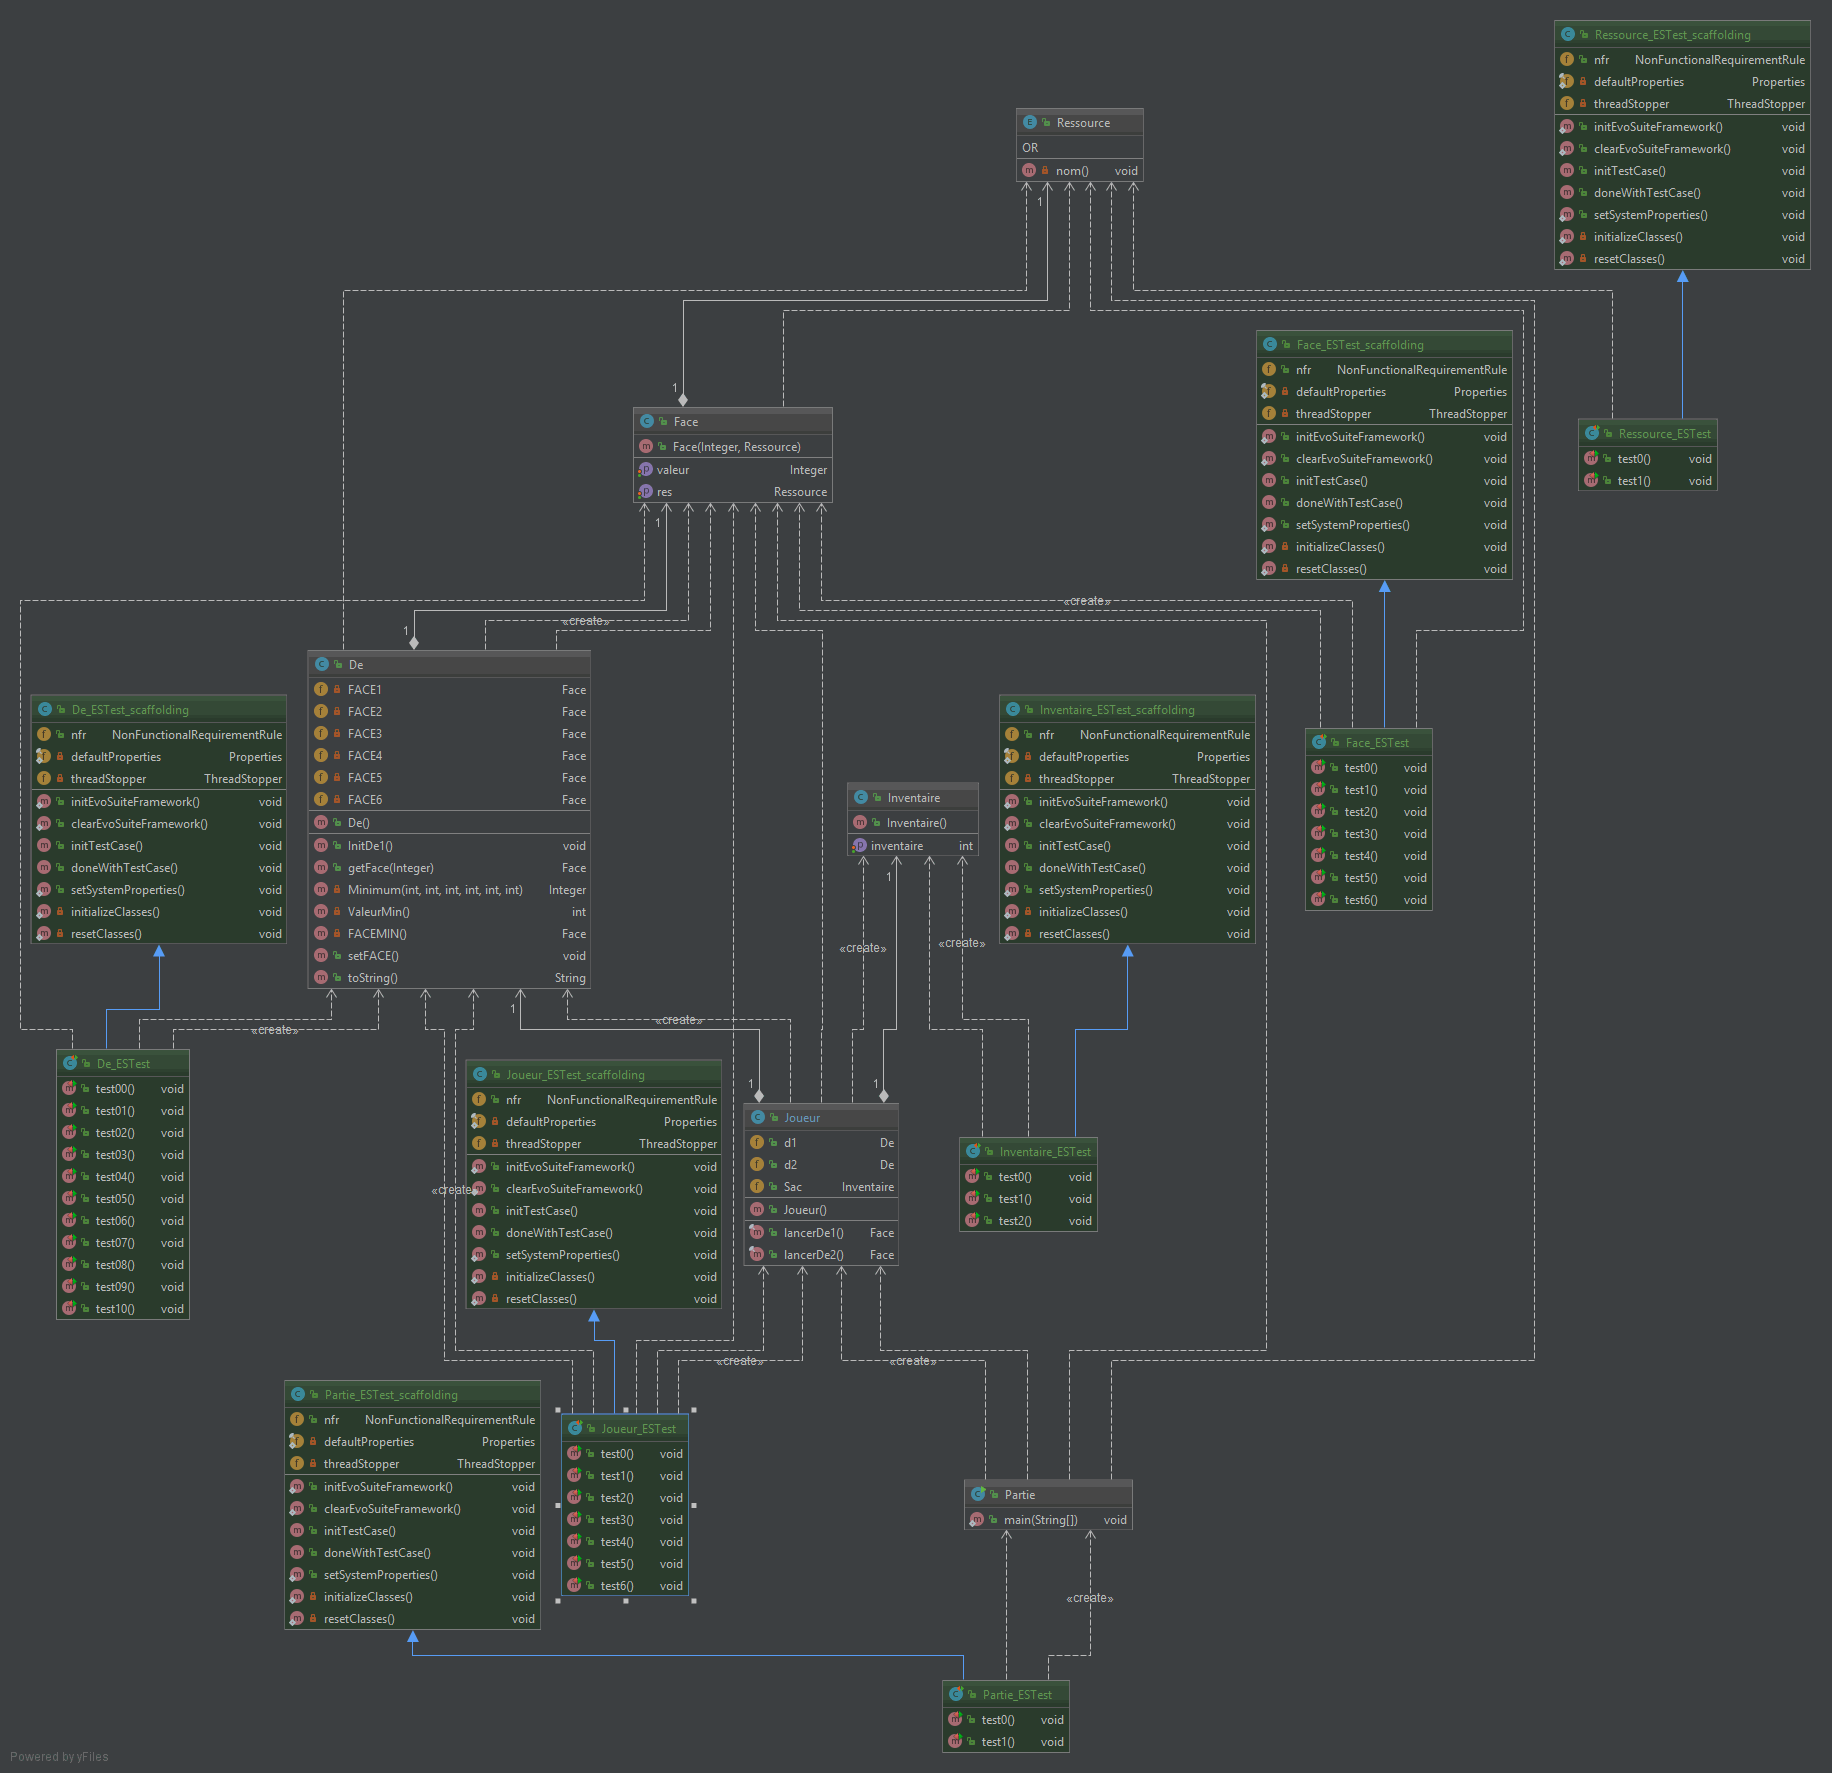 Ressource_ESTest_scaffolding
nfr NonFunctionalRequirementRule
defaultProperties Properties
threadStopper ThreadStopper
initEvoSuiteFramework() void
clearEvoSuiteFramework() void
initTestCase() void
doneWithTestCase() void
setSystemProperties() void
initializeClasses() void
resetClasses() void
Ressource
OR
nom() void
1
Face_ESTest_scaffolding
nfr NonFunctionalRequirementRule
defaultProperties Properties
threadStopper ThreadStopper
initEvoSuiteFramework() void
clearEvoSuiteFramework() void
initTestCase() void
doneWithTestCase() void
setSystemProperties() void
initializeClasses() void
resetClasses() void
1
Face
Face(Integer, Ressource)
valeur Integer
res Ressource
1
Ressource_ESTest
test0() void
test1() void
«create»
«create»
1
De
FACE1 Face
FACE2 Face
FACE3 Face
FACE4 Face
FACE5 Face
FACE6 Face
De()
InitDe1() void
getFace(Integer) Face
Minimum(int, int, int, int, int, int) Integer
ValeurMin() int
FACEMIN() Face
setFACE() void
toString() String
1
De_ESTest_scaffolding
nfr NonFunctionalRequirementRule
defaultProperties Properties
threadStopper ThreadStopper
initEvoSuiteFramework() void
clearEvoSuiteFramework() void
initTestCase() void
doneWithTestCase() void
setSystemProperties() void
initializeClasses() void
resetClasses() void
Inventaire_ESTest_scaffolding
nfr NonFunctionalRequirementRule
defaultProperties Properties
threadStopper ThreadStopper
initEvoSuiteFramework() void
clearEvoSuiteFramework() void
initTestCase() void
doneWithTestCase() void
setSystemProperties() void
initializeClasses() void
resetClasses() void
Face_ESTest
test0() void
test1() void
test2() void
test3() void
test4() void
test5() void
test6() void
Inventaire
Inventaire()
inventaire int
1
«create»
«create»
«create»
«create»
De_ESTest
test00() void
test01() void
test02() void
test03() void
test04() void
test05() void
test06() void
test07() void
test08() void
test09() void
test10() void
Joueur_ESTest_scaffolding
nfr NonFunctionalRequirementRule
defaultProperties Properties
threadStopper ThreadStopper
initEvoSuiteFramework() void
clearEvoSuiteFramework() void
initTestCase() void
doneWithTestCase() void
setSystemProperties() void
initializeClasses() void
resetClasses() void
«create»
1
1
Joueur
d1 De
d2 De
Sac Inventaire
Joueur()
lancerDe1() Face
lancerDe2() Face
Inventaire_ESTest
test0() void
test1() void
test2() void
«create»
«create»
Partie_ESTest_scaffolding
nfr NonFunctionalRequirementRule
defaultProperties Properties
threadStopper ThreadStopper
initEvoSuiteFramework() void
clearEvoSuiteFramework() void
initTestCase() void
doneWithTestCase() void
setSystemProperties() void
initializeClasses() void
resetClasses() void
Joueur_ESTest
test0() void
test1() void
test2() void
test3() void
test4() void
test5() void
test6() void
Partie
main(String[]) void
«create»
Partie_ESTest
test0() void
test1() void
Powered by yFiles